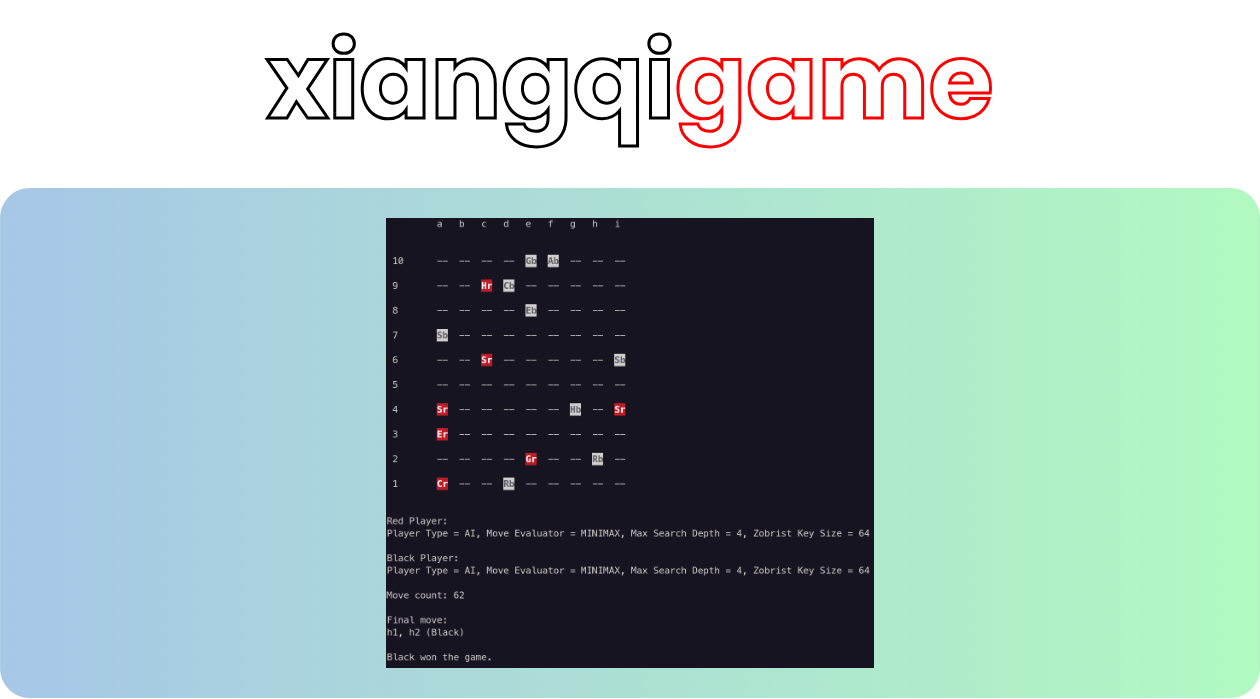 xiangqigame
a b c d e f g h i
10 —— —— —— —— Gb Ab —— —— ——
9 —— —— Hr Cb —— —— —— —— ——
8 —— —— —— —— Eb —— —— —— ——
7 Sb —— —— —— —— —— —— —— ——
6 —— —— Sr —— —— —— —— —— Sb
5 —— —— —— —— —— —— —— —— ——
4 Sr —— —— —— —— —— Hb —— Sr
3 Er —— —— —— —— —— —— —— ——
2 —— —— —— —— Gr —— —— Rb ——
1 Cr —— —— Rb —— —— —— —— ——
Red Player:
Player Type = AI, Move Evaluator = MINIMAX, Max Search Depth = 4, Zobrist Key Size = 64
Black Player:
Player Type = AI, Move Evaluator = MINIMAX, Max Search Depth = 4, Zobrist Key Size = 64
Move count: 62
Final move:
h1, h2 (Black)
Black won the game.